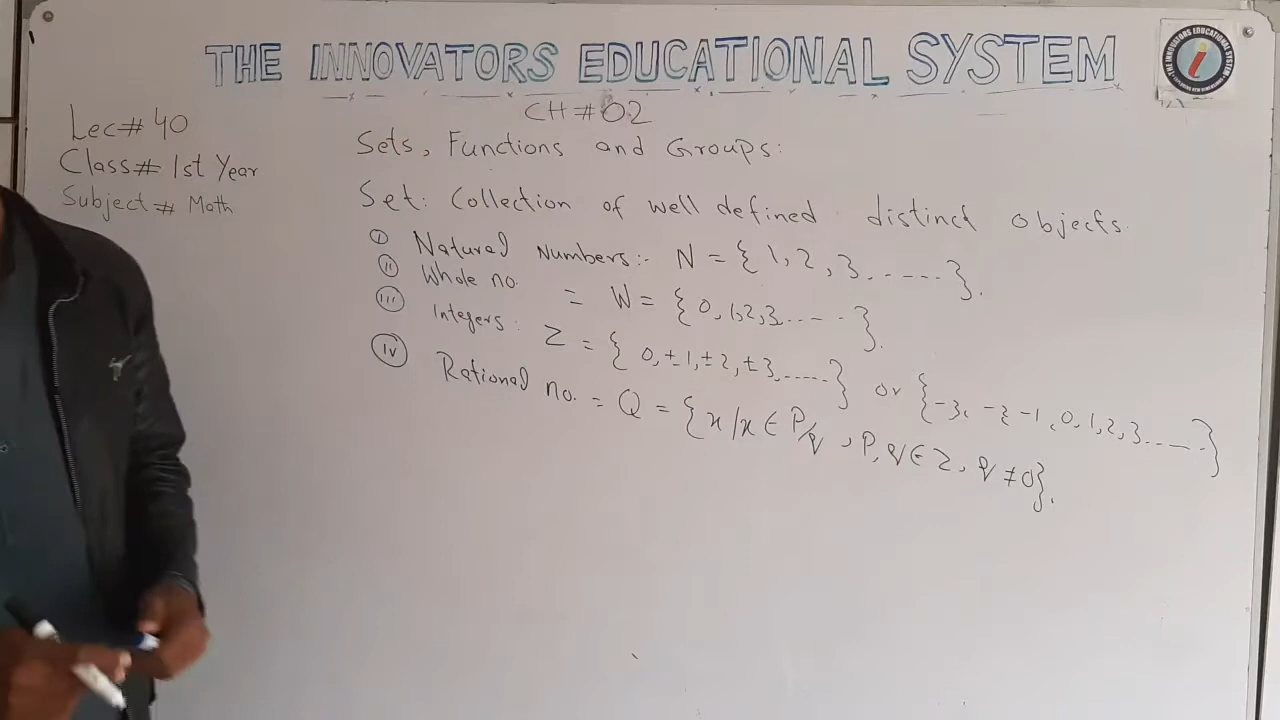 THE INNOVATORS EDUCATIONAL SYSTEM
CH#02
Lec# 40
Class# 1st Year
Subject# Math
Sets, Functions and Groups:
Set: Collection of well defined distinct objects.
(i) Natural Numbers:- N = {1, 2, 3 ......}.
(ii) Whole no. = W = {0, 1, 2, 3, ......}.
(iii) Integers: Z = {0, ±1, ±2, ±3, ......} or {-3, -2 -1, 0, 1, 2, 3 ......}
(iv) Rational no. = Q = {x/x ∈ P/q, P, q ∈ Z, q ≠ 0}.